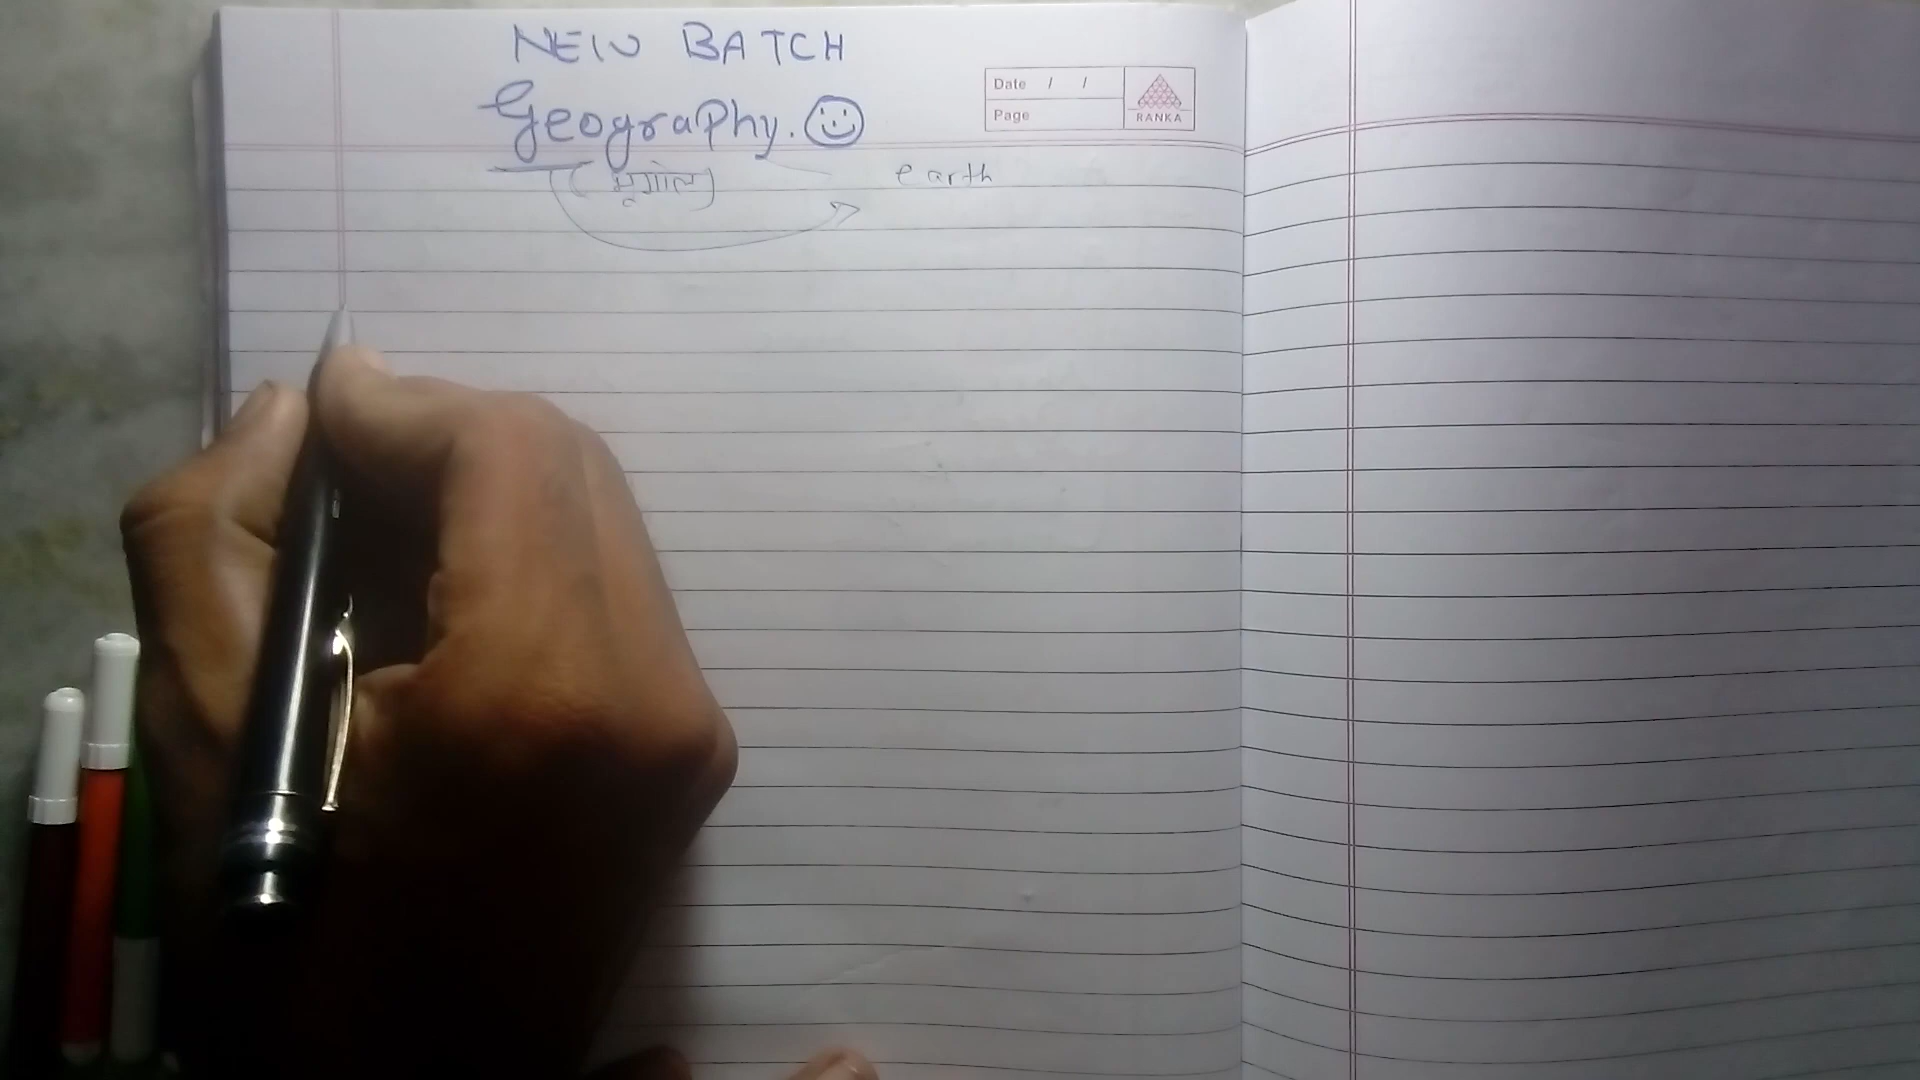 NEW BATCH
Geography.
Date / /
Page
RANKA
(भूगोल)
earth